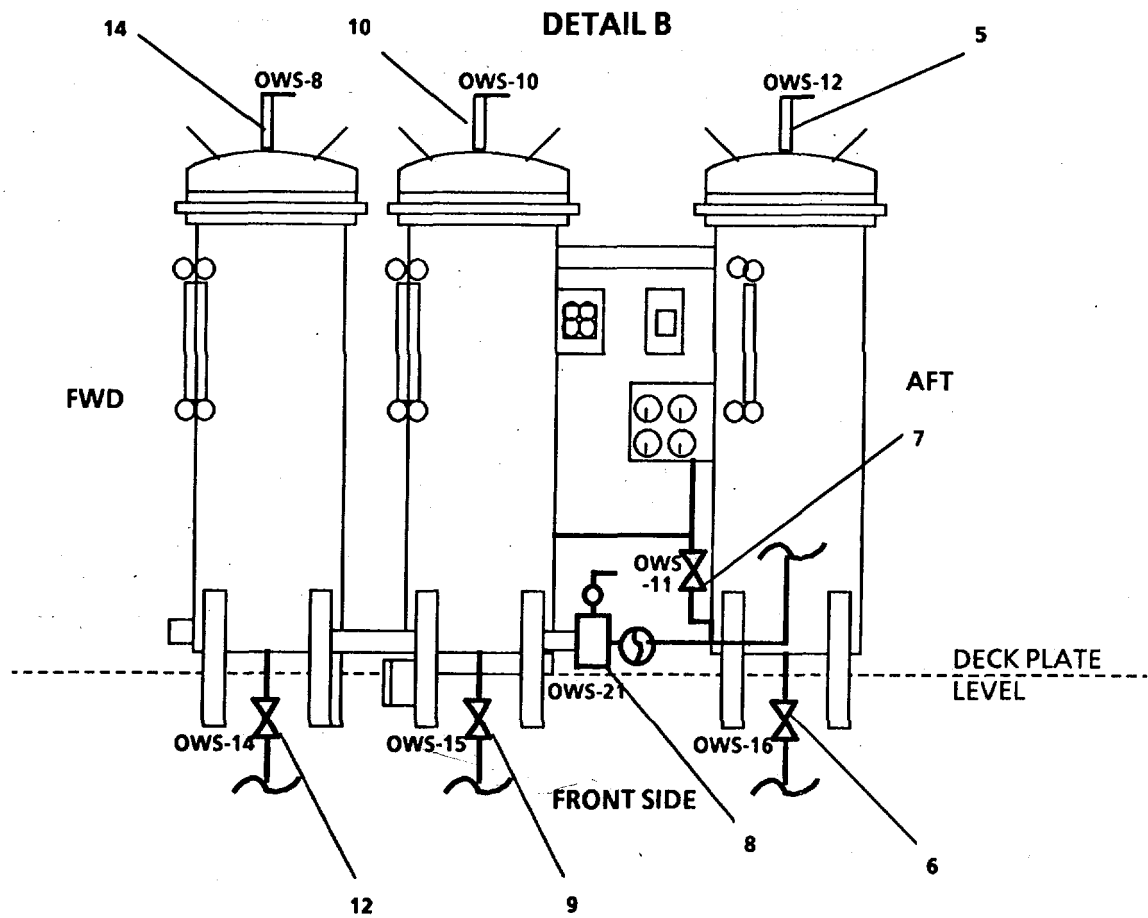 DETAIL B
14
10
5
OWS-8
OWS-10
OWS-12
FWD
AFT
7
OWS
-11
DECK PLATE
LEVEL
OWS-21
OWS-14
OWS-15
OWS-16
FRONT SIDE
8
6
12
9